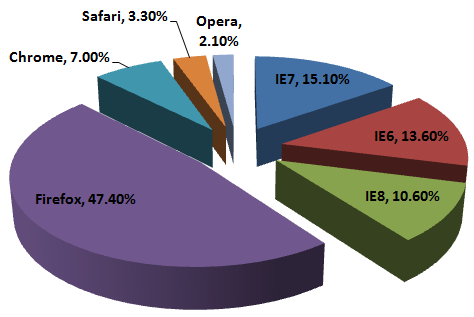 Safari, 3.30%
Opera,
2.10%
Chrome, 7.00%
IE7, 15.10%
IE6, 13.60%
IE8, 10.60%
Firefox, 47.40%